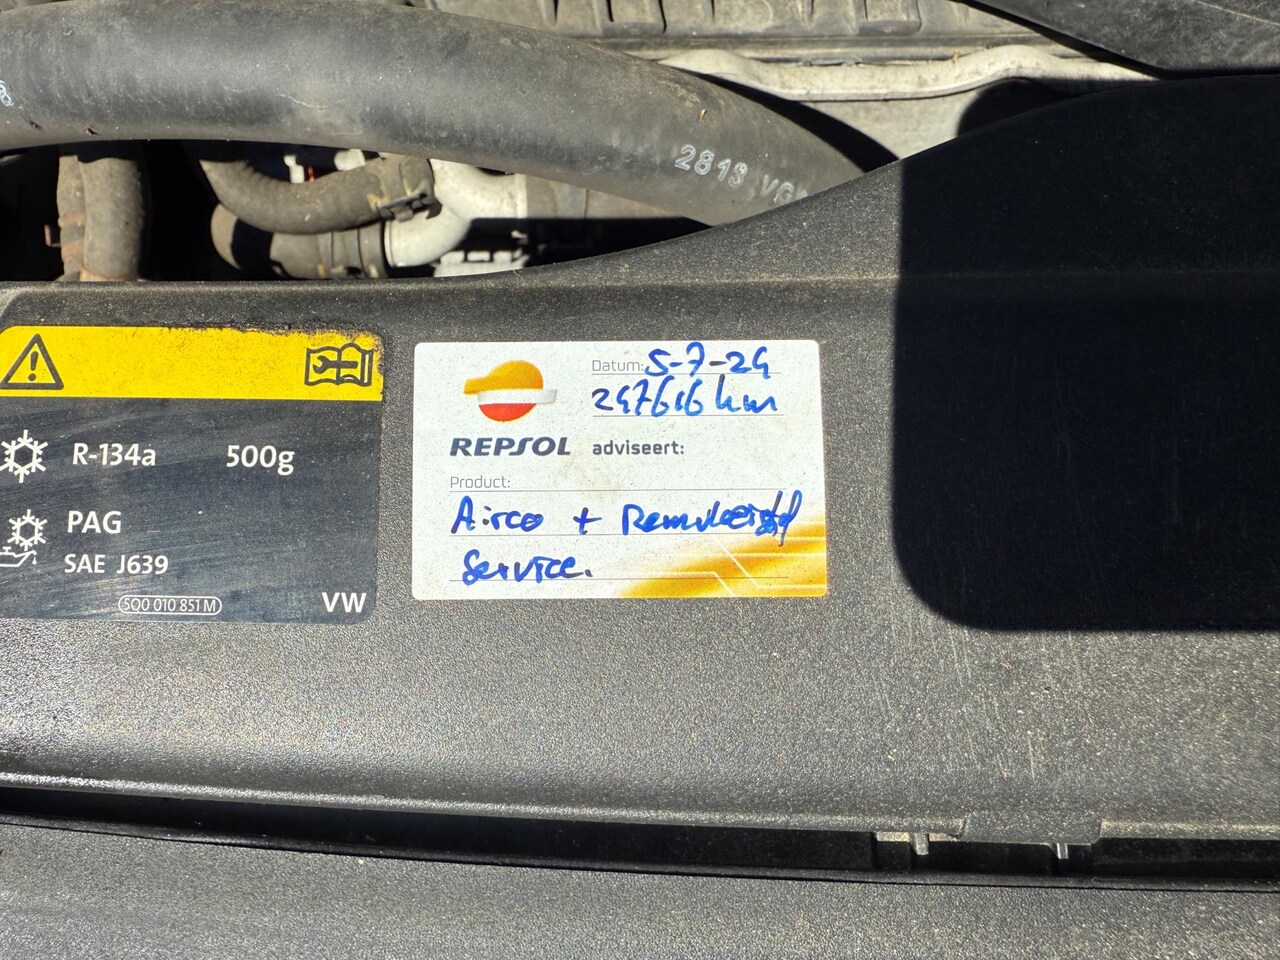 2813 VG
R-134a 500g
PAG
SAE J639
5Q0 010 851 M
VW
Datum: 5-7-24
247616 km
REPSOL adviseert:
Product:
Airco + Remvloeistof
Service.